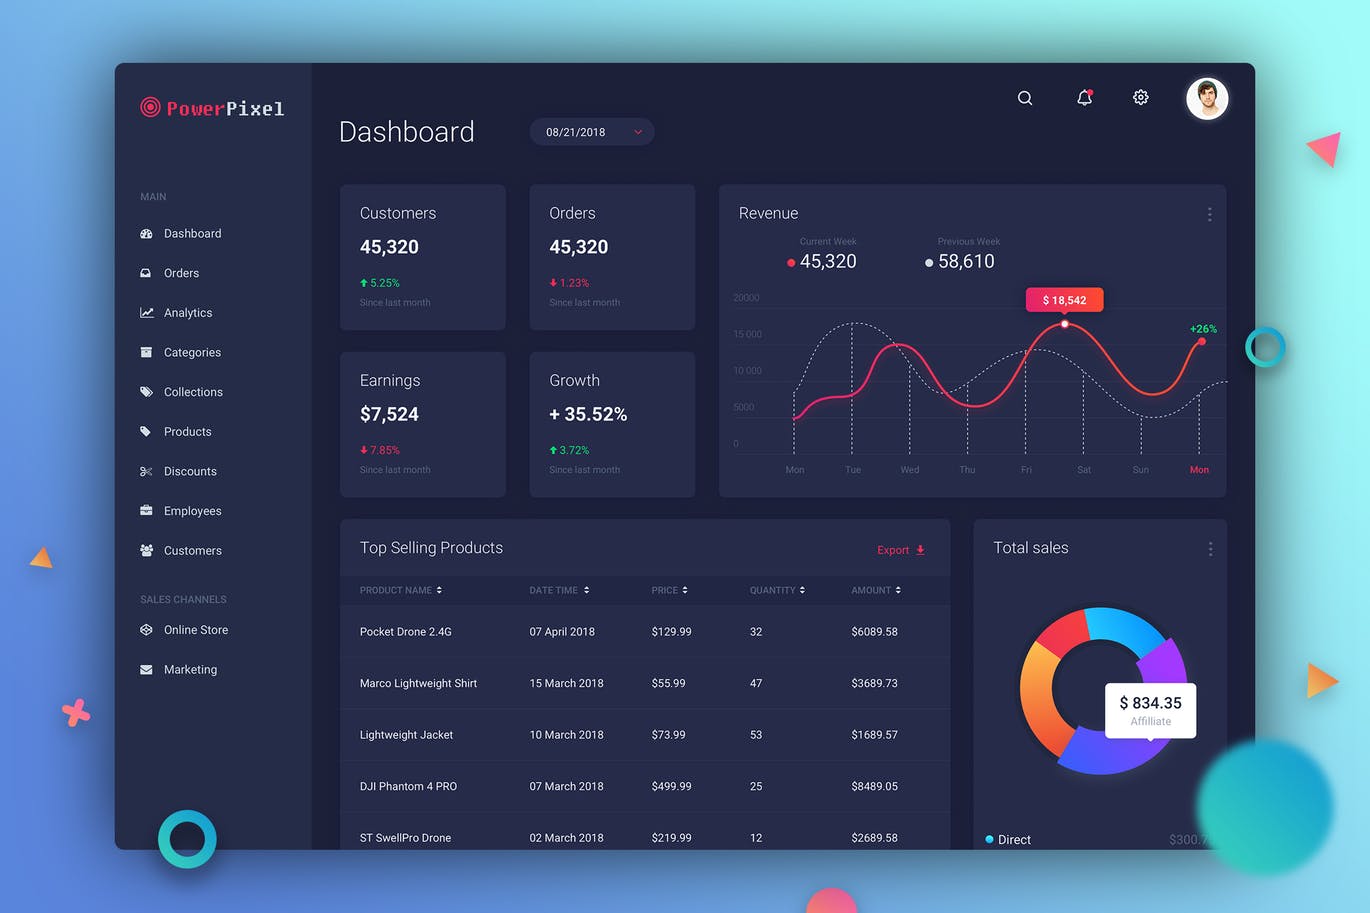 PowerPixel
MAIN
Dashboard
Orders
Analytics
Categories
Collections
Products
Discounts
Employees
Customers
SALES CHANNELS
Online Store
Marketing
Dashboard
08/21/2018
Customers
45,320
5.25%
Since last month
Orders
45,320
1.23%
Since last month
Earnings
$7,524
7.85%
Since last month
Growth
+ 35.52%
3.72%
Since last month
Revenue
Current Week
45,320
Previous Week
58,610
20000
15 000
10 000
5000
0
$ 18,542
+26%
Mon Tue Wed Thu Fri Sat Sun Mon
Top Selling Products
Export
PRODUCT NAME DATE TIME PRICE QUANTITY AMOUNT
Pocket Drone 2.4G 07 April 2018 $129.99 32 $6089.58
Marco Lightweight Shirt 15 March 2018 $55.99 47 $3689.73
Lightweight Jacket 10 March 2018 $73.99 53 $1689.57
DJI Phantom 4 PRO 07 March 2018 $499.99 25 $8489.05
ST SwellPro Drone 02 March 2018 $219.99 12 $2689.58
Total sales
$ 834.35
Affilliate
Direct